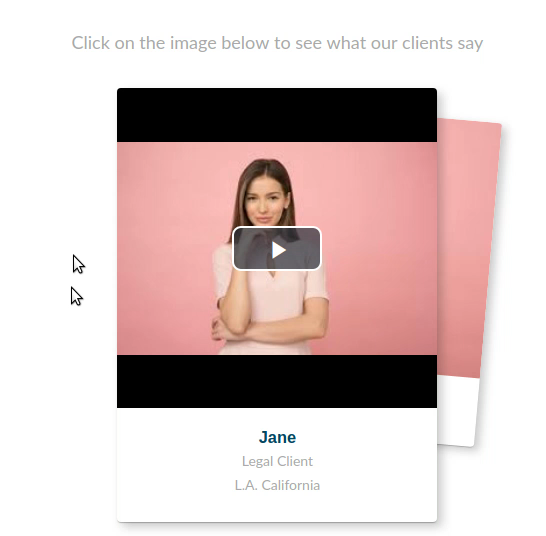 Click on the image below to see what our clients say
Jane
Legal Client
L.A. California